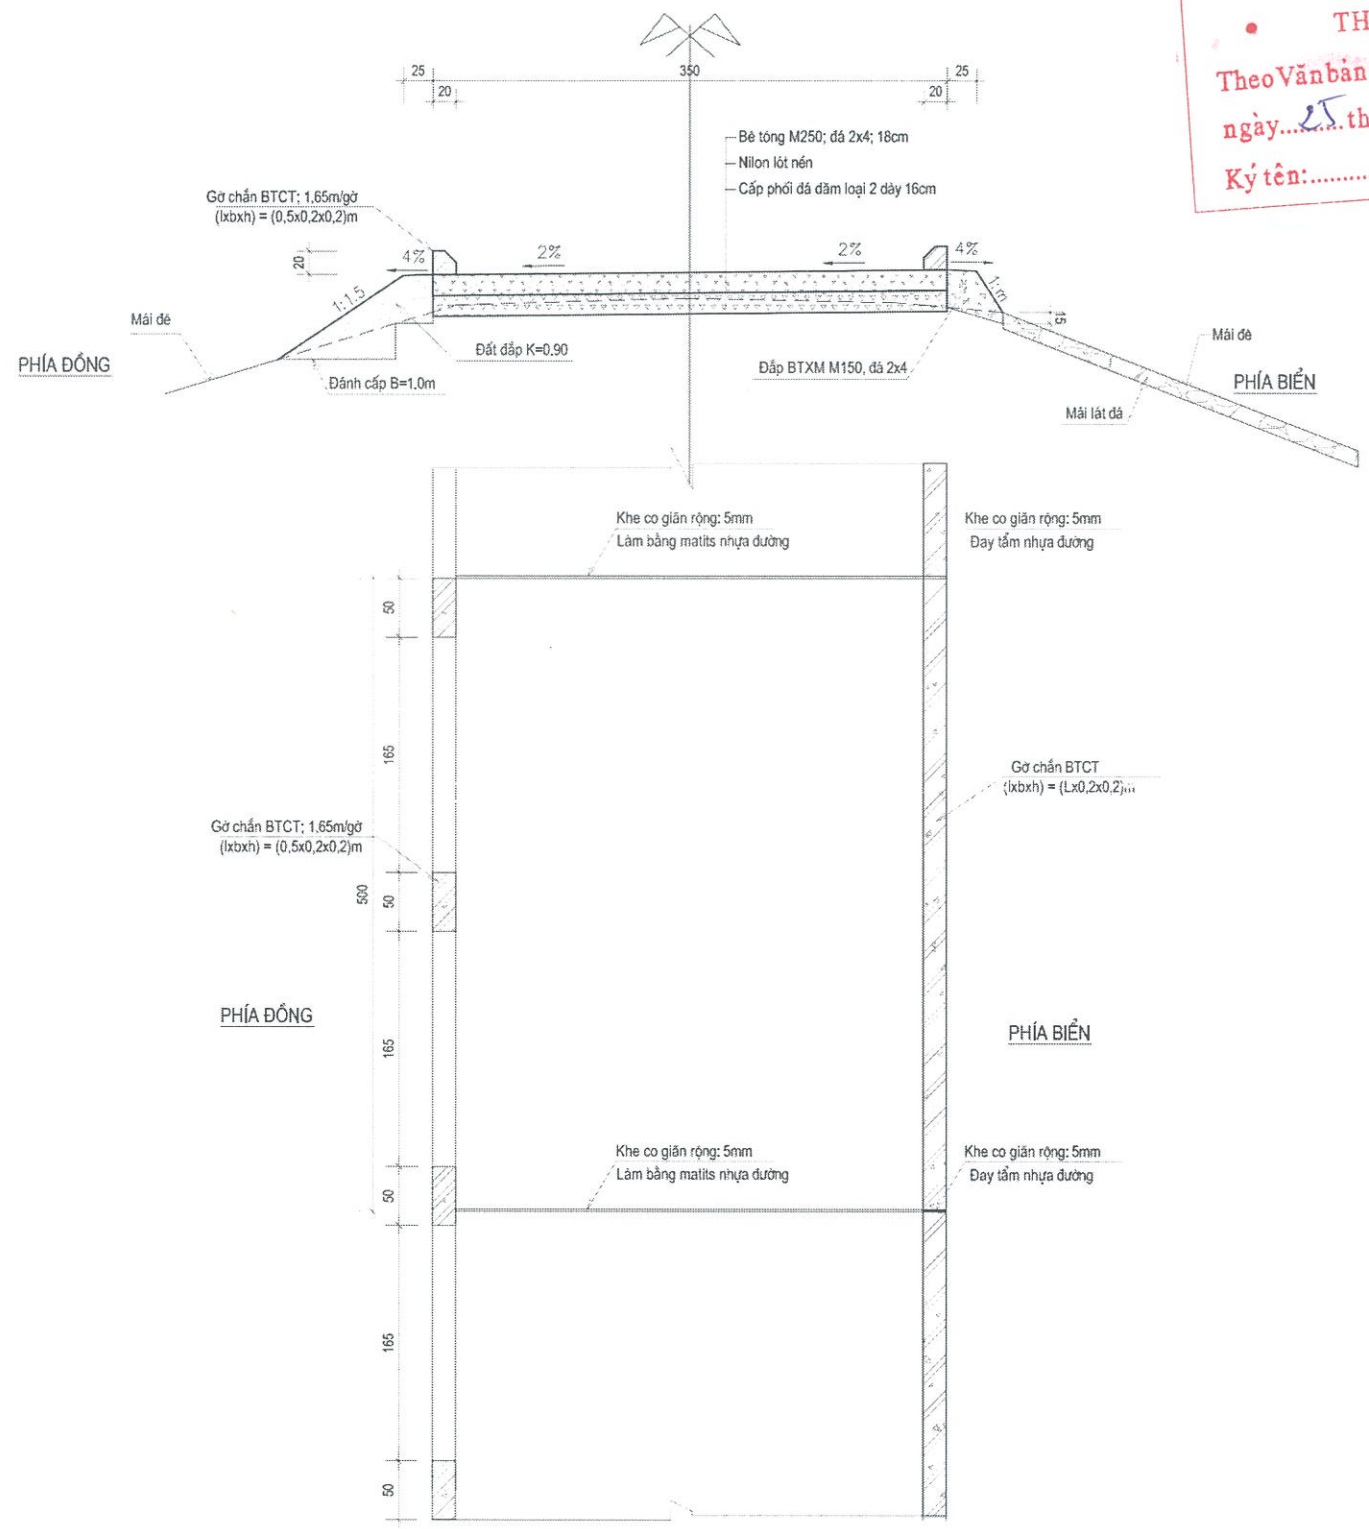 TH
Theo Văn bản
ngày....25.th
Ký tên:..........
25
350
25
20
20
Bê tông M250; đá 2x4; 18cm
Nilon lót nền
Cấp phối đá dăm loại 2 dày 16cm
Gờ chắn BTCT; 1,65m/gờ
(lxbxh) = (0,5x0,2x0,2)m
20
4%
2%
2%
4%
1:1.5
1:m
15
Mái đê
Mái đê
PHÍA ĐỒNG
Đất đắp K=0.90
Đánh cấp B=1.0m
Đắp BTXM M150, đá 2x4
PHÍA BIỂN
Mái lát đá
Khe co giãn rộng: 5mm
Làm bằng matits nhựa đường
Khe co giãn rộng: 5mm
Đay tẩm nhựa đường
50
165
Gờ chắn BTCT
(lxbxh) = (Lx0,2x0,2)m
Gờ chắn BTCT; 1,65m/gờ
(lxbxh) = (0,5x0,2x0,2)m
500
50
PHÍA ĐỒNG
PHÍA BIỂN
165
Khe co giãn rộng: 5mm
Làm bằng matits nhựa đường
Khe co giãn rộng: 5mm
Đay tẩm nhựa đường
50
165
50